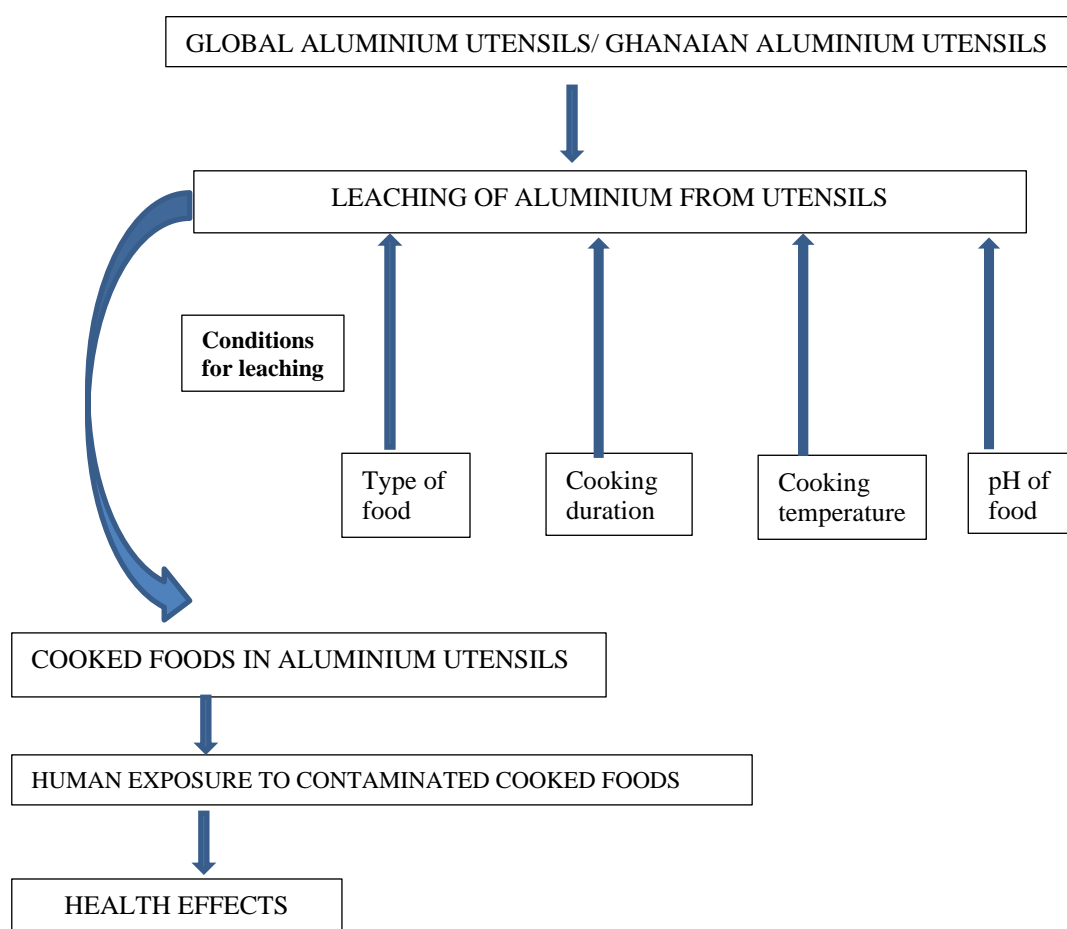 GLOBAL ALUMINIUM UTENSILS/ GHANAIAN ALUMINIUM UTENSILS
LEACHING OF ALUMINIUM FROM UTENSILS
Conditions
for leaching
Type of
food
Cooking
duration
Cooking
temperature
pH of
food
COOKED FOODS IN ALUMINIUM UTENSILS
HUMAN EXPOSURE TO CONTAMINATED COOKED FOODS
HEALTH EFFECTS